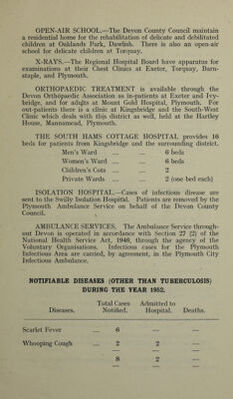 OPEN-AIR SCHOOL.—The Devon County Council maintain
a residential home for the rehabilitation of delicate and debilitated
children at Oaklands Park, Dawlish. There is also an open-air
school for delicate children at Torquay.
X-RAYS.—The Regional Hospital Board have apparatus for
examinations at their Chest Clinics at Exeter, Torquay, Barn-
staple, and Plymouth.
ORTHOPAEDIC TREATMENT is available through the
Devon Orthopaedic Association as in-patients at Exeter and Ivy-
bridge, and for adults at Mount Gold Hospital, Plymouth. For
out-patients there is a clinic at Kingsbridge and the South-West
Clinic which deals with this district as well, held at the Hartley
House, Mannamead, Plymouth.
THE SOUTH HAMS COTTAGE HOSPITAL provides 16
beds for patients from Kingsbridge and the surrounding district.
Men's Ward .... .... 6 beds
Women's Ward .... .... 6 beds
Children's Cots .... .... 2
Private Wards .... .... 2 (one bed each)
ISOLATION HOSPITAL.—Cases of infectious disease are
sent to the Swilly Isolation Hospital. Patients are removed by the
Plymouth Ambulance Service on behalf of the Devon County
Council.
AMBULANCE SERVICES. The Ambulance Service through-
out Devon is operated in accordance with Section 27 (2) of the
National Health Service Act, 1946, through the agency of the
Voluntary Organisations. Infectious cases for the Plymouth
Infectious Area are carried, by agreement, in the Plymouth City
Infectious Ambulance.
NOTIFIABLE DISEASES (OTHER THAN TUBERCULOSIS)
DURING THE YEAR 1952.
Total Cases Admitted to
Diseases. Notified. Hospital. Deaths.
Scarlet Fever .... 6 — —
Whooping Cough .... 2 2 —
8 2